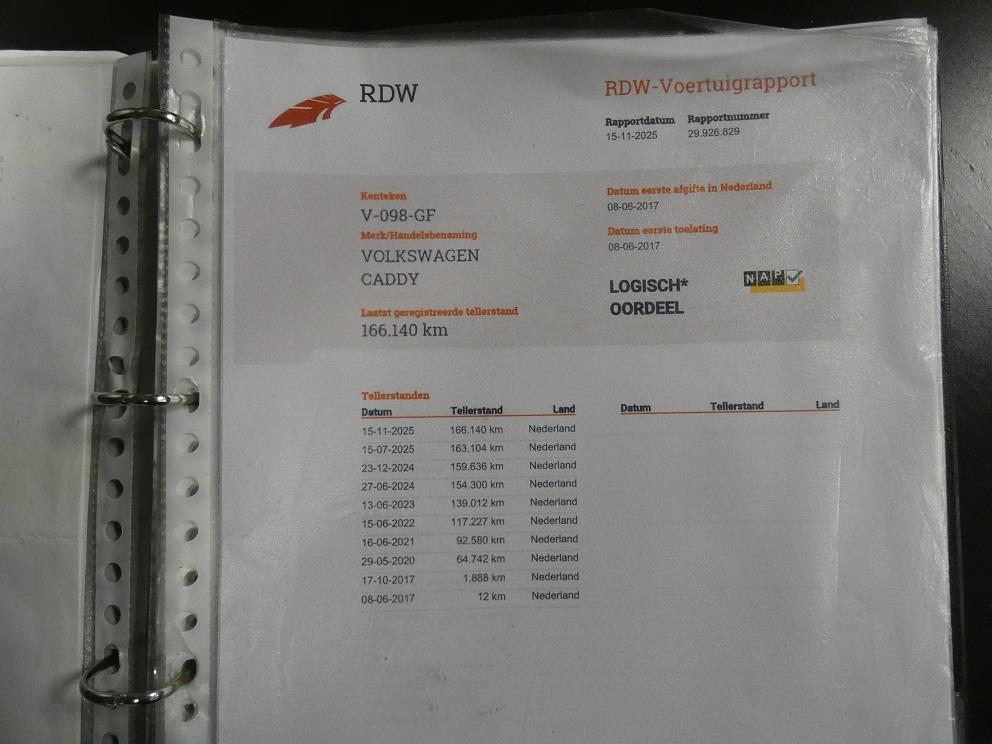 RDW
RDW-Voertuigrapport
Rapportdatum Rapportnummer
15-11-2025 29.926.829
Kenteken
V-098-GF
Merk/Handelsbenaming
VOLKSWAGEN
CADDY
Laatst geregistreerde tellerstand
166.140 km
Datum eerste afgifte in Nederland
08-06-2017
Datum eerste toelating
08-06-2017
LOGISCH*
OORDEEL
NAP
Tellerstanden
Datum Tellerstand Land
15-11-2025 166.140 km Nederland
15-07-2025 163.104 km Nederland
23-12-2024 159.636 km Nederland
27-06-2024 154.300 km Nederland
13-06-2023 139.012 km Nederland
15-06-2022 117.227 km Nederland
16-06-2021 92.580 km Nederland
29-05-2020 64.742 km Nederland
17-10-2017 1.888 km Nederland
08-06-2017 12 km Nederland
Datum Tellerstand Land